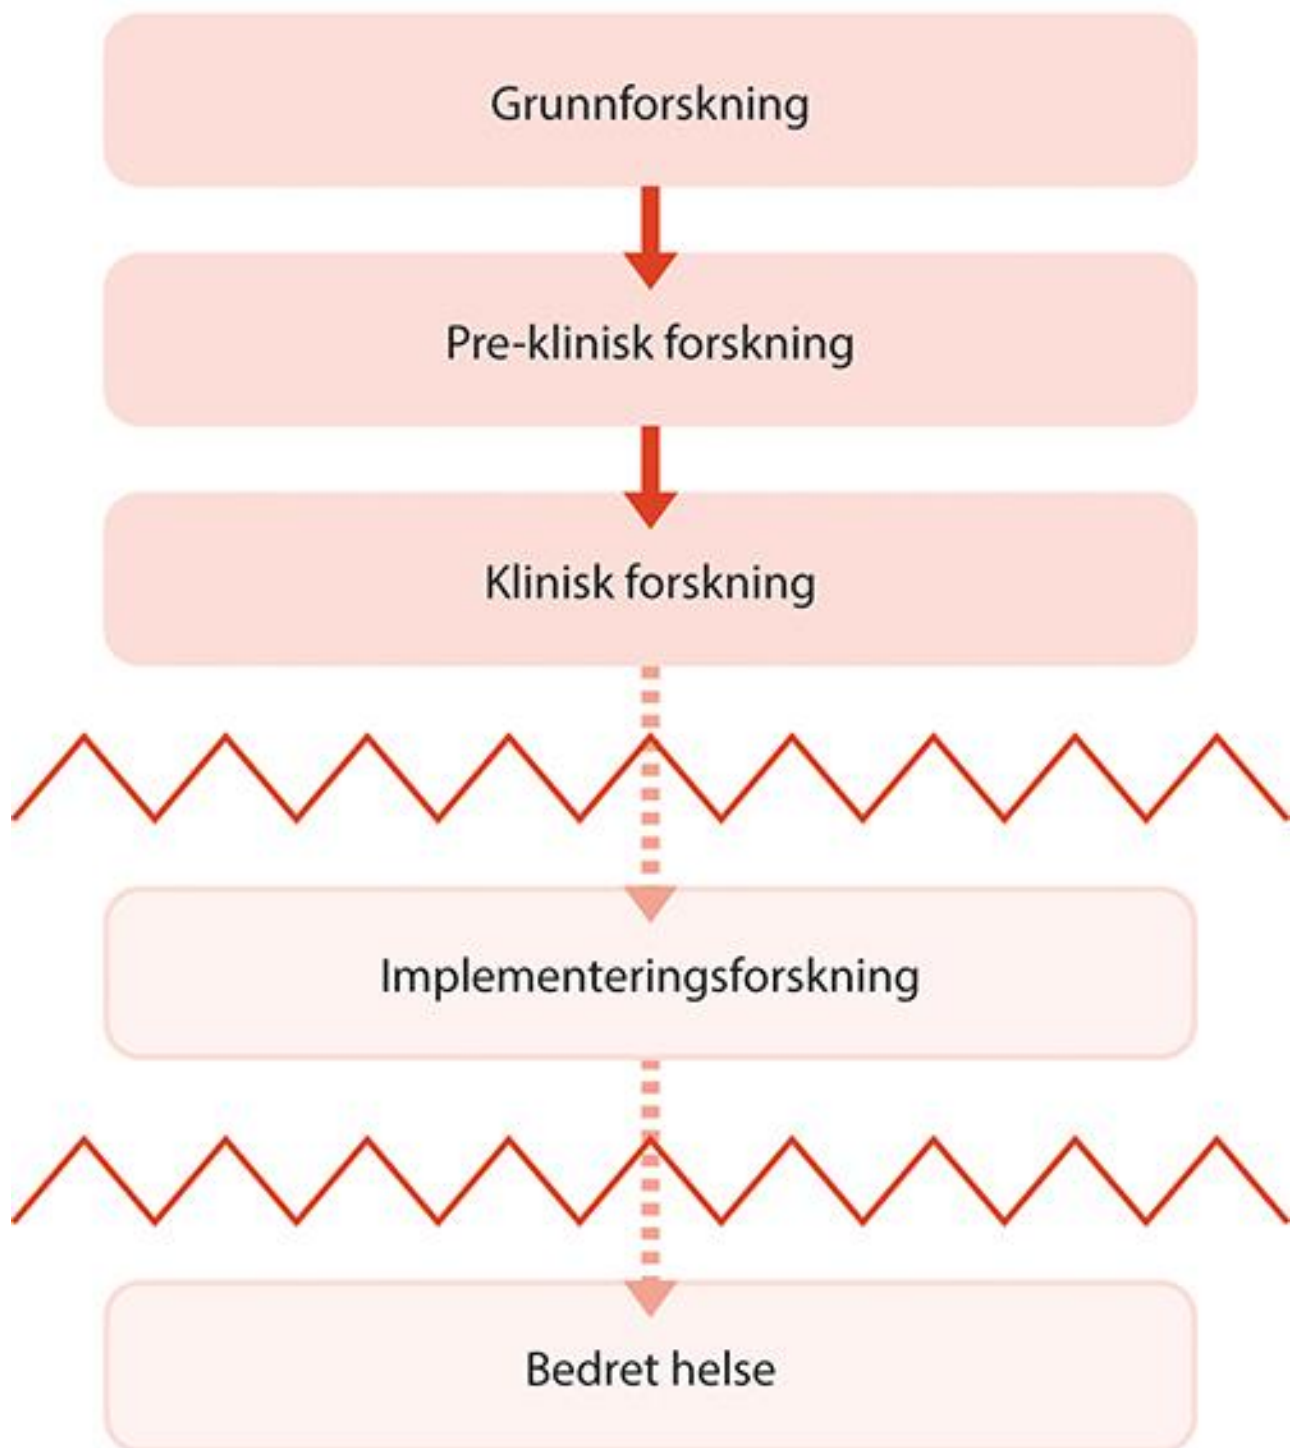 Grunnforskning
Pre-klinisk forskning
Klinisk forskning
Implementeringsforskning
Bedret helse